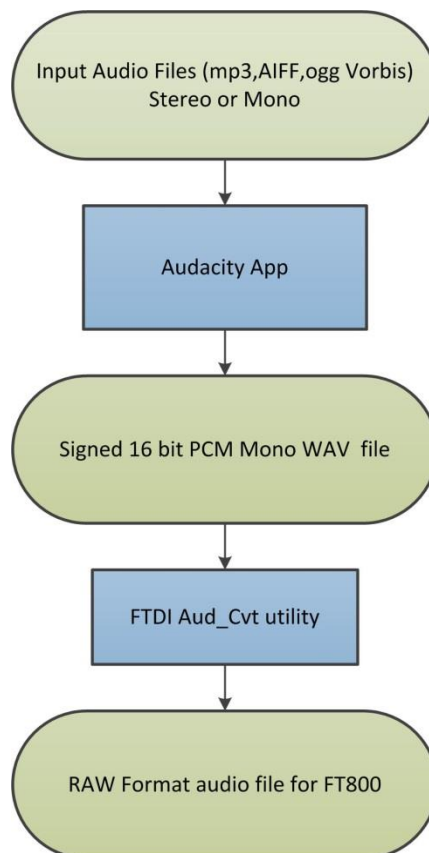 Input Audio Files (mp3,AIFF,ogg Vorbis)
Stereo or Mono
Audacity App
Signed 16 bit PCM Mono WAV file
FTDI Aud_Cvt utility
RAW Format audio file for FT800